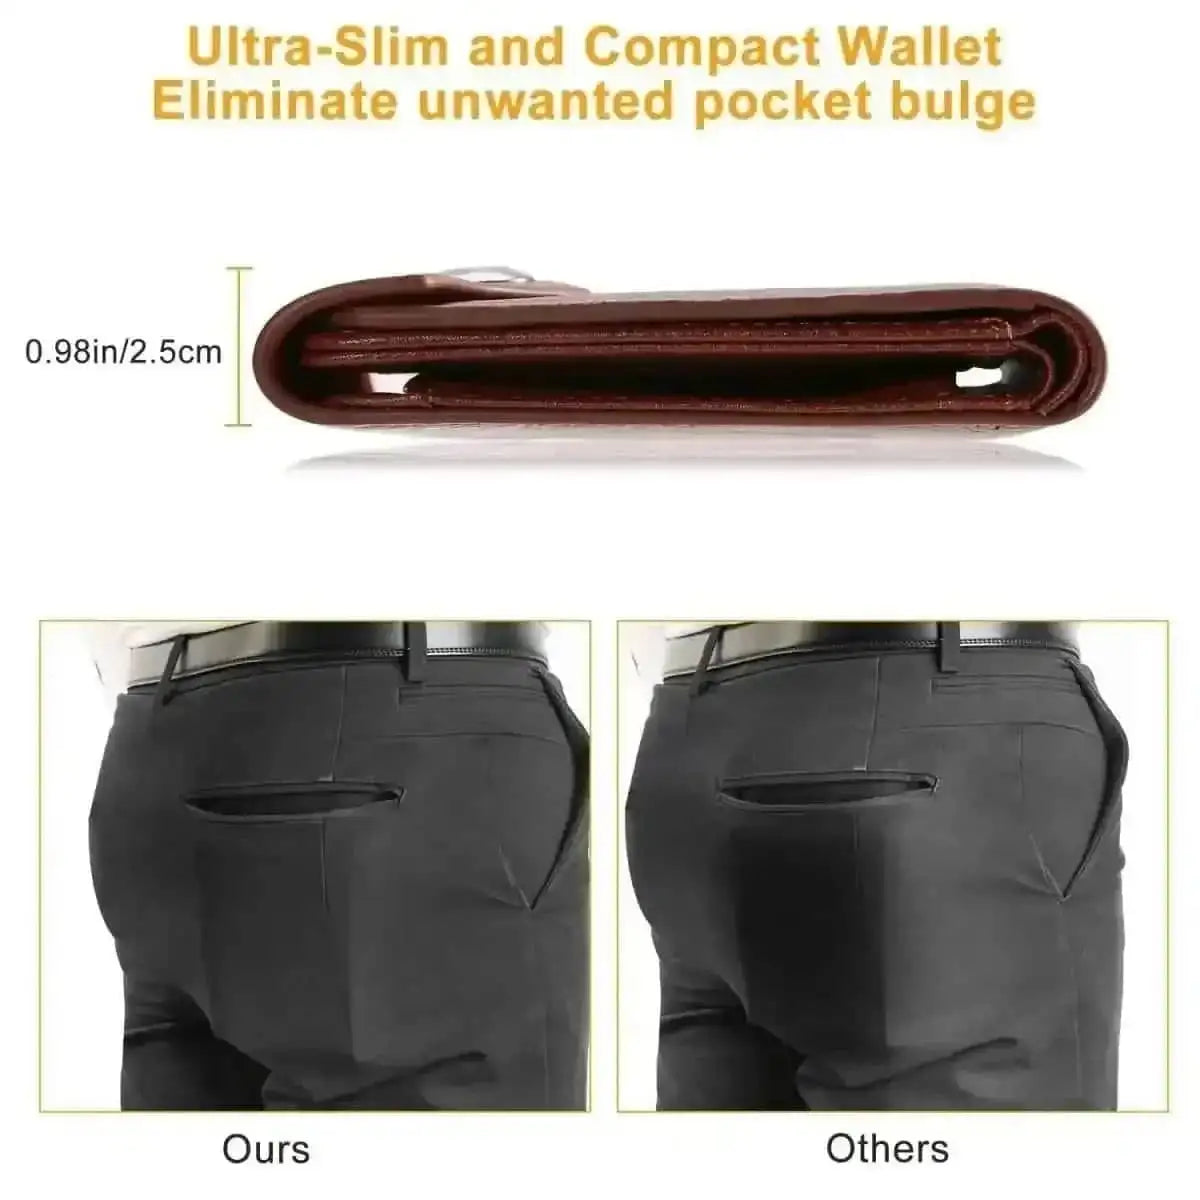 Ultra-Slim and Compact Wallet
Eliminate unwanted pocket bulge
0.98in/2.5cm
Ours
Others